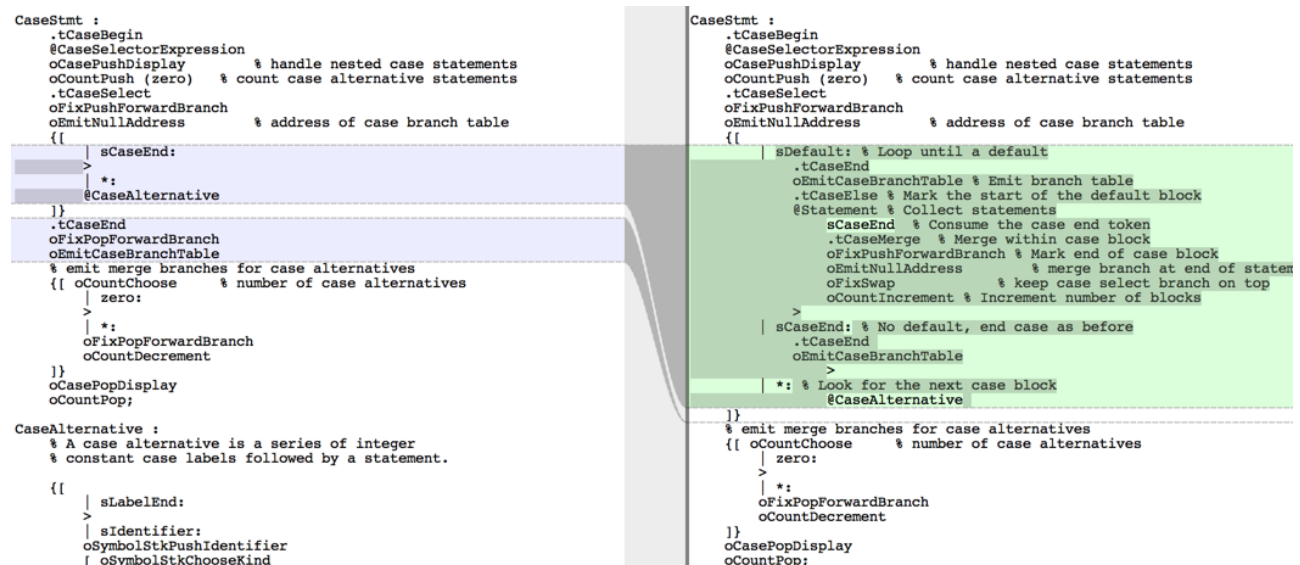 CaseStmt :
    .tCaseBegin
    @CaseSelectorExpression
    oCasePushDisplay        % handle nested case statements
    oCountPush (zero)   % count case alternative statements
    .tCaseSelect
    oFixPushForwardBranch
    oEmitNullAddress        % address of case branch table
    {[
        | sCaseEnd:
        >
        | *:
        @CaseAlternative
    ]}
    .tCaseEnd
    oFixPopForwardBranch
    oEmitCaseBranchTable
    % emit merge branches for case alternatives
    {[ oCountChoose     % number of case alternatives
        | zero:
        >
        | *:
        oFixPopForwardBranch
        oCountDecrement
    ]}
    oCasePopDisplay
    oCountPop;
CaseAlternative :
    % A case alternative is a series of integer
    % constant case labels followed by a statement.
    {[
        | sLabelEnd:
        >
        | sIdentifier:
        oSymbolStkPushIdentifier
        [ oSymbolStkChooseKind
CaseStmt :
    .tCaseBegin
    @CaseSelectorExpression
    oCasePushDisplay        % handle nested case statements
    oCountPush (zero)   % count case alternative statements
    .tCaseSelect
    oFixPushForwardBranch
    oEmitNullAddress        % address of case branch table
    {[
        | sDefault: % Loop until a default
            .tCaseEnd
            oEmitCaseBranchTable % Emit branch table
            .tCaseElse % Mark the start of the default block
            @Statement % Collect statements
                sCaseEnd  % Consume the case end token
                .tCaseMerge  % Merge within case block
                oFixPushForwardBranch % Mark end of case block
                oEmitNullAddress        % merge branch at end of statem
                oFixSwap            % keep case select branch on top
                oCountIncrement % Increment number of blocks
            >
        | sCaseEnd: % No default, end case as before
            .tCaseEnd
            oEmitCaseBranchTable
                >
        | *: % Look for the next case block
                @CaseAlternative
    ]}
    % emit merge branches for case alternatives
    {[ oCountChoose     % number of case alternatives
        | zero:
        >
        | *:
        oFixPopForwardBranch
        oCountDecrement
    ]}
    oCasePopDisplay
    oCountPop;